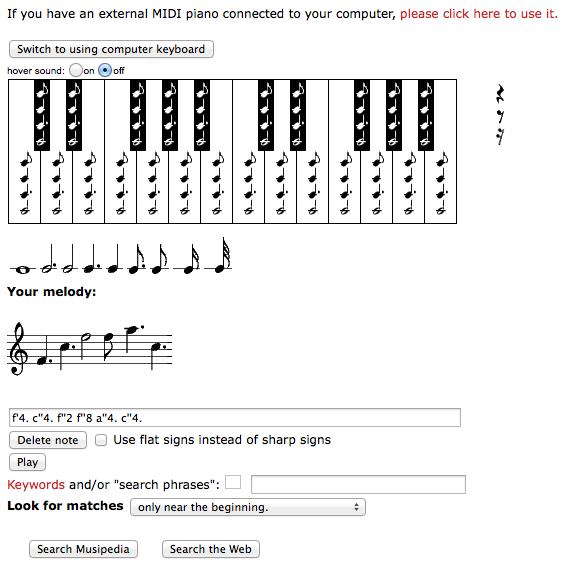 If you have an external MIDI piano connected to your computer, please click here to use it.
Switch to using computer keyboard
hover sound: on off
Your melody:
f'4. c''4. f''2 f''8 a''4. c''4.
Delete note Use flat signs instead of sharp signs
Play
Keywords and/or "search phrases":
Look for matches only near the beginning.
Search Musipedia Search the Web